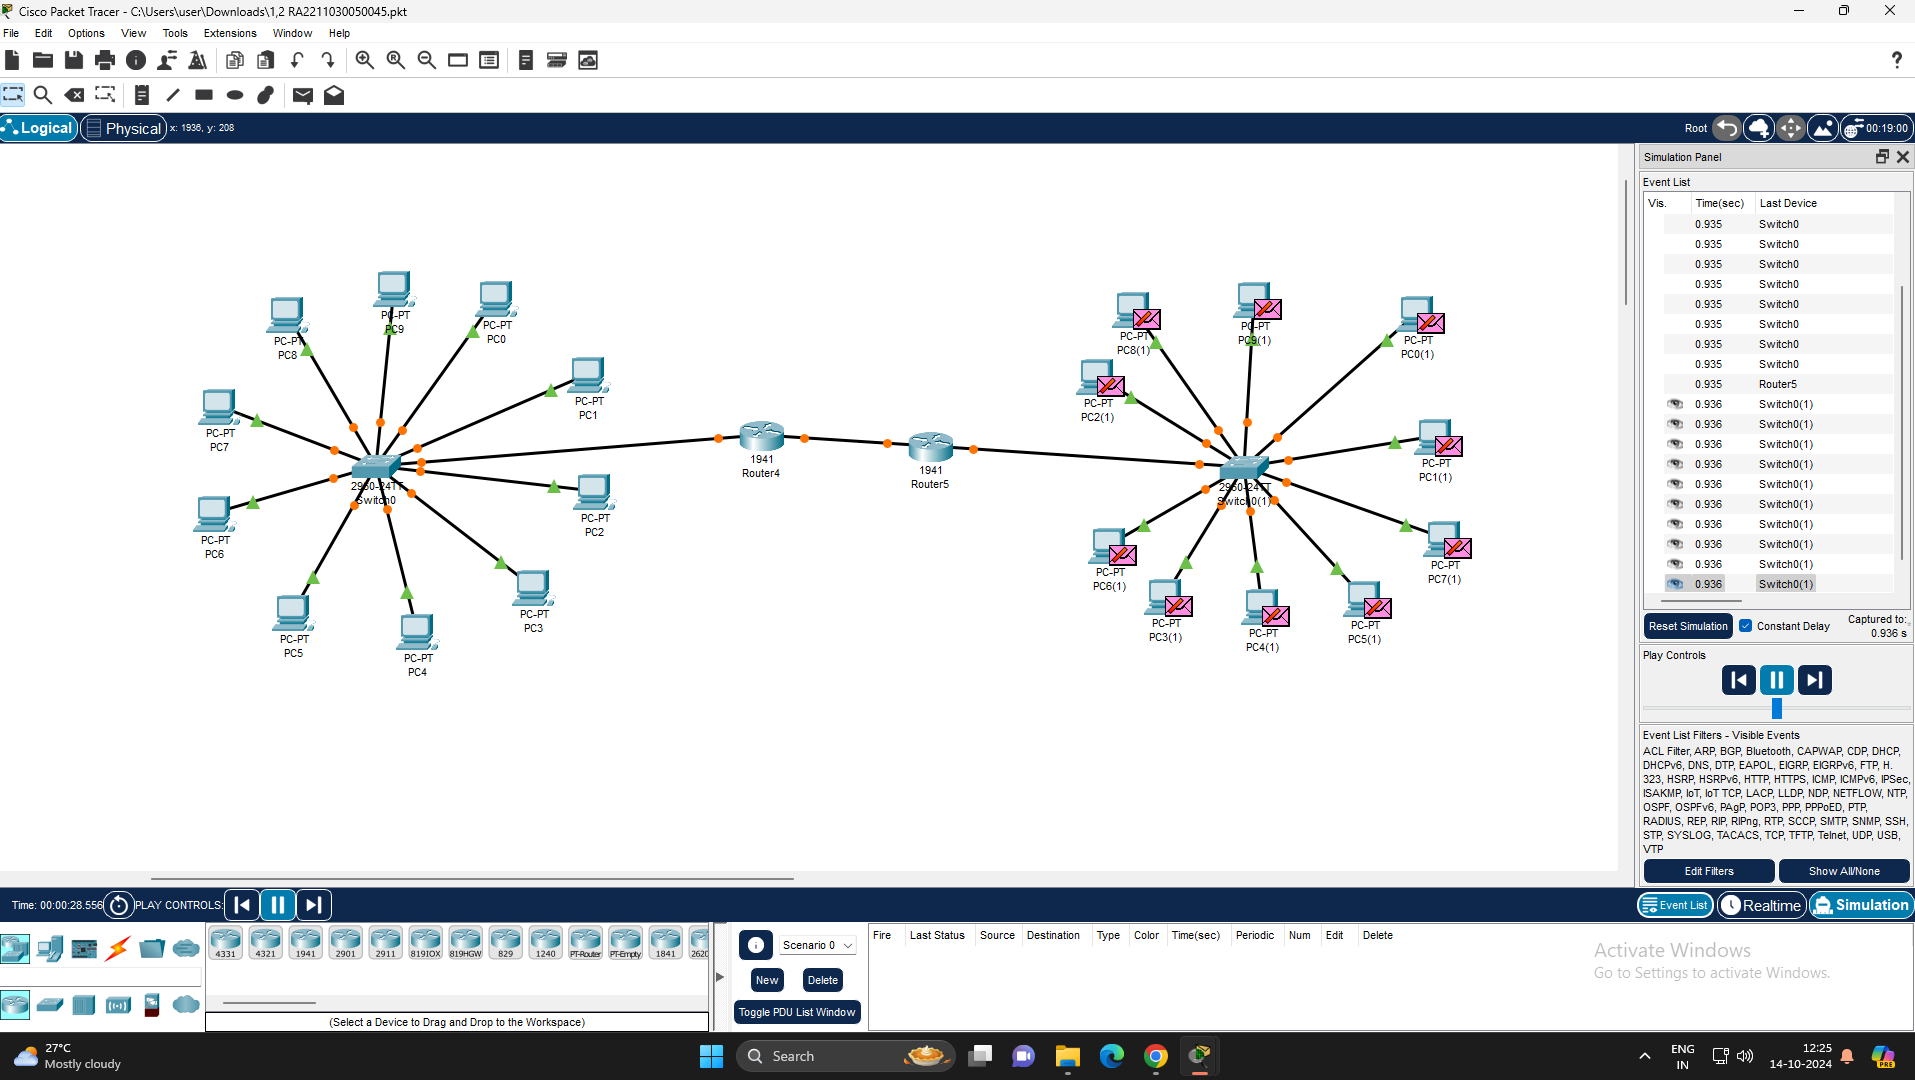 Cisco Packet Tracer - C:\Users\user\Downloads\1,2 RA2211030050045.pkt
File Edit Options View Tools Extensions Window Help
Logical Physical x: 1936, y: 208
Root 00:19:00
Simulation Panel
Event List
Vis. Time(sec) Last Device
0.935 Switch0
0.935 Switch0
0.935 Switch0
0.935 Switch0
0.935 Switch0
0.935 Switch0
0.935 Switch0
0.935 Switch0
0.935 Router5
0.936 Switch0(1)
0.936 Switch0(1)
0.936 Switch0(1)
0.936 Switch0(1)
0.936 Switch0(1)
0.936 Switch0(1)
0.936 Switch0(1)
0.936 Switch0(1)
0.936 Switch0(1)
0.936 Switch0(1)
Reset Simulation Constant Delay Captured to:
0.936 s
Play Controls
Event List Filters - Visible Events
ACL Filter, ARP, BGP, Bluetooth, CAPWAP, CDP, DHCP,
DHCPv6, DNS, DTP, EAPOL, EIGRP, EIGRPv6, FTP, H.
323, HSRP, HSRPv6, HTTP, HTTPS, ICMP, ICMPv6, IPSec,
ISAKMP, IoT, IoT TCP, LACP, LLDP, NDP, NETFLOW, NTP,
OSPF, OSPFv6, PAgP, POP3, PPP, PPPoED, PTP,
RADIUS, REP, RIP, RIPng, RTP, SCCP, SMTP, SNMP, SSH,
STP, SYSLOG, TACACS, TCP, TFTP, Telnet, UDP, USB,
VTP
Edit Filters Show All/None
PC-PT
PC8
PC-PT
PC9
PC-PT
PC0
PC-PT
PC1
PC-PT
PC7
2960-24TT
Switch0
PC-PT
PC2
PC-PT
PC6
PC-PT
PC5
PC-PT
PC4
PC-PT
PC3
1941
Router4
1941
Router5
PC-PT
PC8(1)
PC-PT
PC9(1)
PC-PT
PC0(1)
PC-PT
PC2(1)
PC-PT
PC1(1)
2960-24TT
Switch0(1)
PC-PT
PC6(1)
PC-PT
PC7(1)
PC-PT
PC3(1)
PC-PT
PC4(1)
PC-PT
PC5(1)
Time: 00:00:28.556 PLAY CONTROLS:
Event List Realtime Simulation
4331 4321 1941 2901 2911 819IOX 819HGW 829 1240 PT-Router PT-Empty 1841 2620
(Select a Device to Drag and Drop to the Workspace)
Scenario 0
New Delete
Toggle PDU List Window
Fire Last Status Source Destination Type Color Time(sec) Periodic Num Edit Delete
Activate Windows
Go to Settings to activate Windows.
27°C
Mostly cloudy
Search
ENG
IN
12:25
14-10-2024
PRE